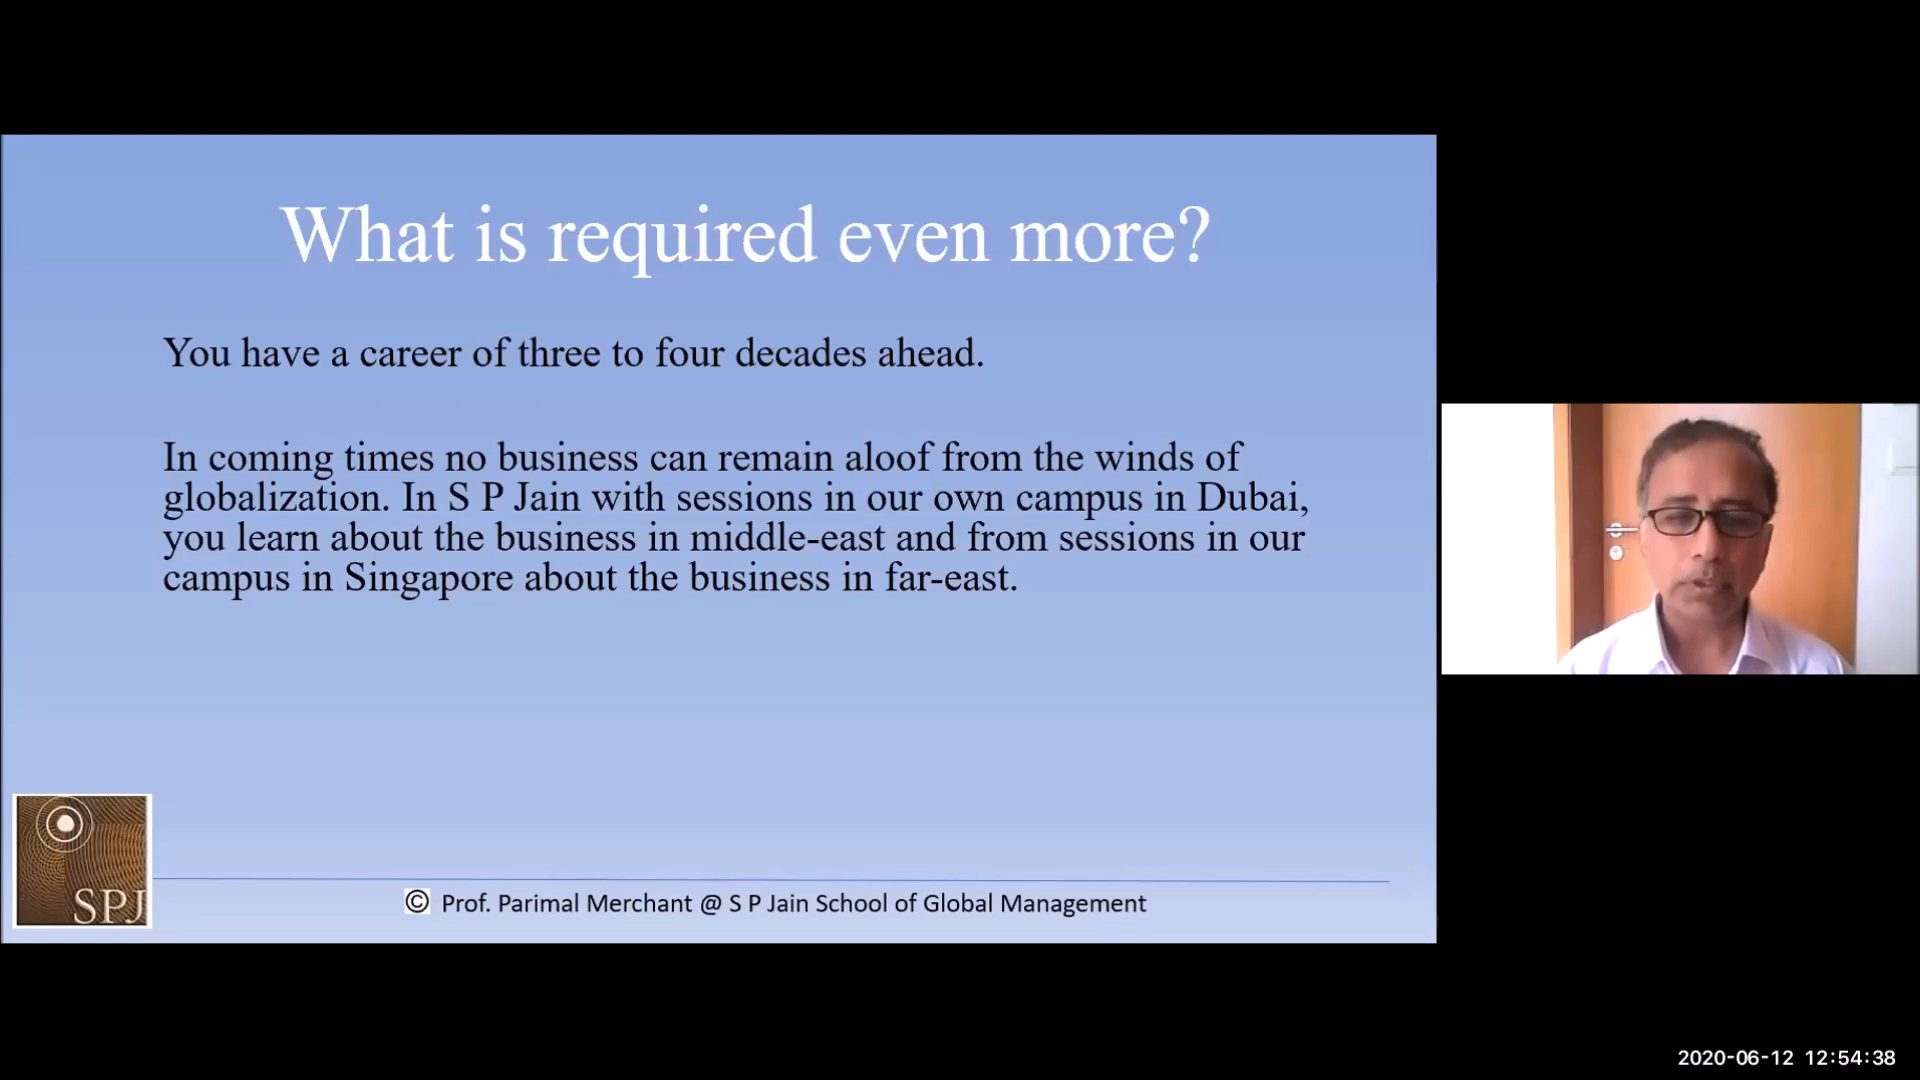 What is required even more?
You have a career of three to four decades ahead.
In coming times no business can remain aloof from the winds of
globalization. In S P Jain with sessions in our own campus in Dubai,
you learn about the business in middle-east and from sessions in our
campus in Singapore about the business in far-east.
SPJ
© Prof. Parimal Merchant @ S P Jain School of Global Management
2020-06-12 12:54:38